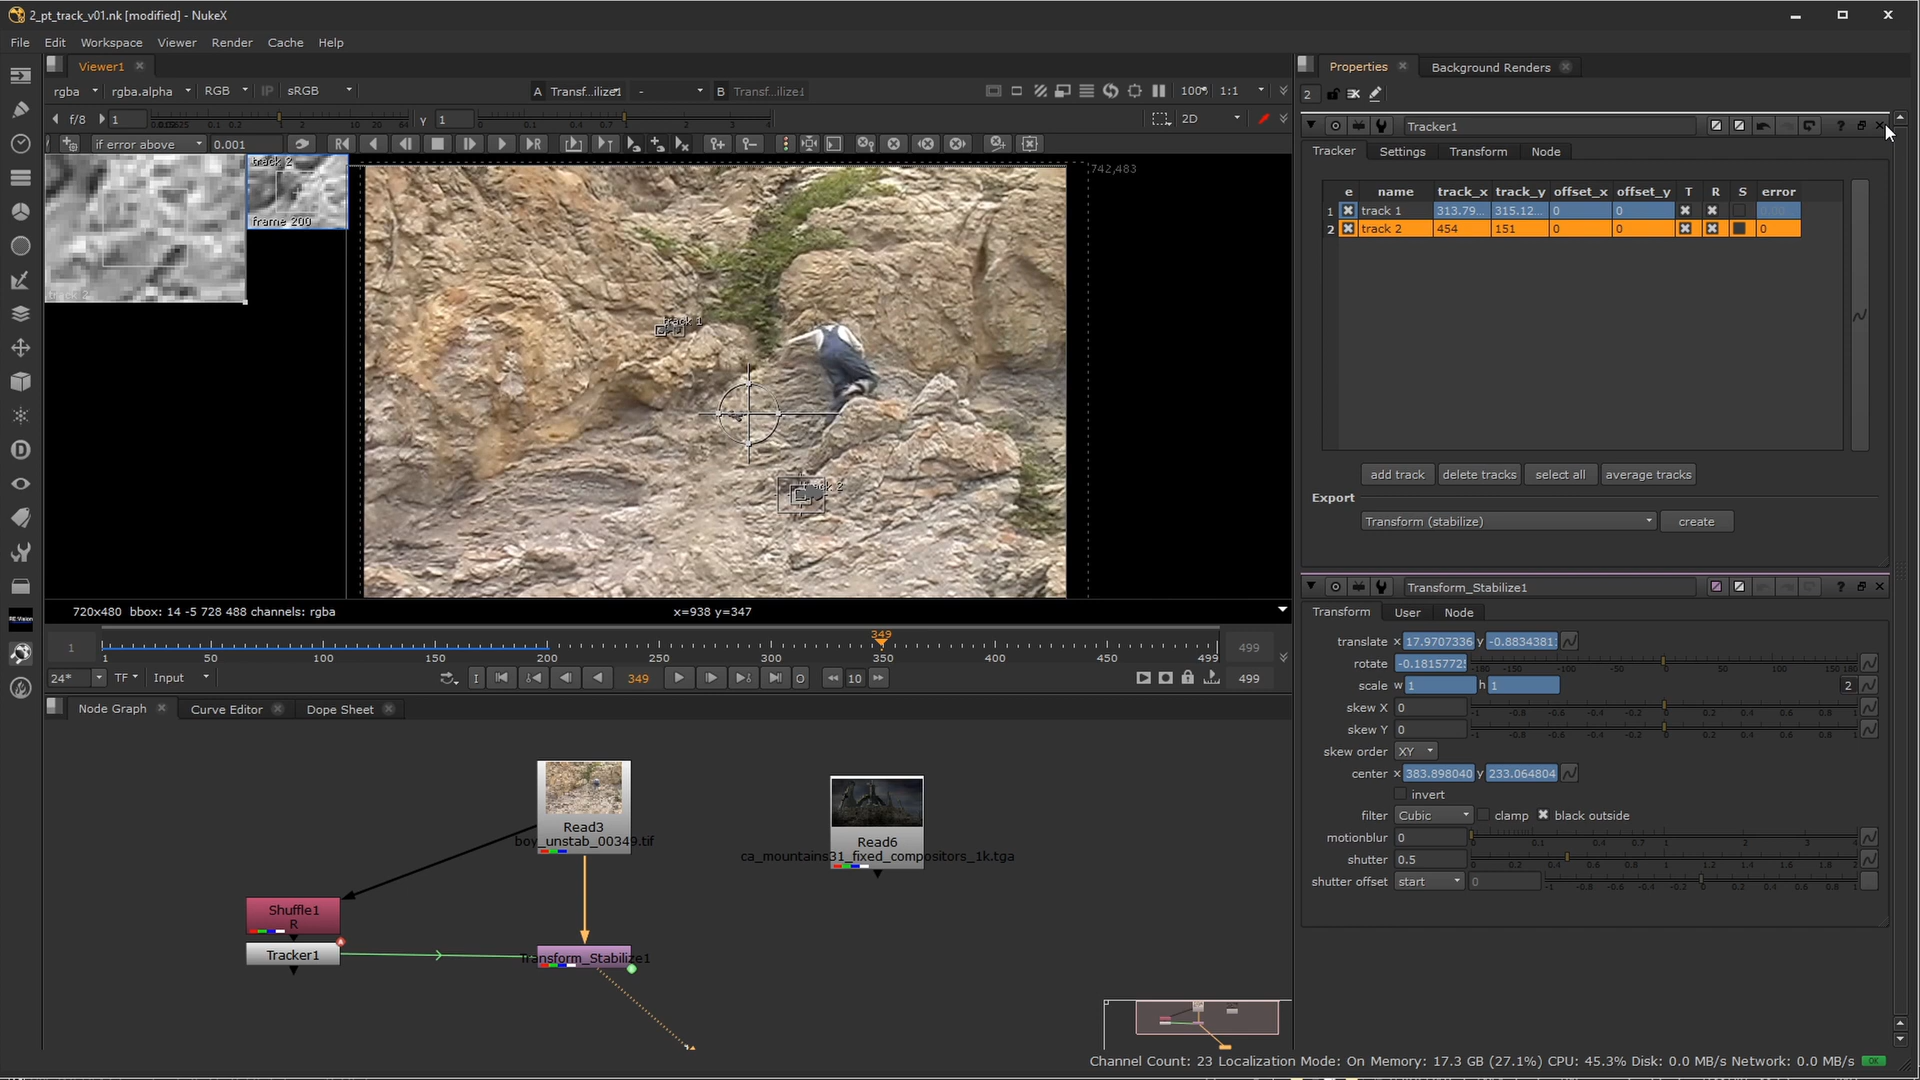 2_pt_track_v01.nk [modified] - NukeX
File Edit Workspace Viewer Render Cache Help
Viewer1
Properties Background Renders
rgba rgba.alpha RGB IP sRGB A Transf...ilize1 - B Transf...ilize1 100% 1:1
2
f/8 1 y 1 2D
Tracker1
if error above 0.001
Tracker Settings Transform Node
track 2
frame 200
742,483
e name track_x track_y offset_x offset_y T R S error
1 track 1 313.79... 315.12... 0 0
2 track 2 454 151 0 0 0
track 1
track 2
add track delete tracks select all average tracks
Export
Transform (stabilize) create
720x480 bbox: 14 -5 728 488 channels: rgba x=938 y=347
1 349 499
1 50 100 150 200 250 300 350 400 450 499
24* TF Input I 349 O 10 499
Node Graph Curve Editor Dope Sheet
Transform_Stabilize1
Transform User Node
translate x 17.9707336 y -0.8834381
rotate -0.1815772
scale w 1 h 1 2
skew X 0
skew Y 0
skew order XY
center x 383.898040 y 233.064804
invert
filter Cubic clamp black outside
motionblur 0
shutter 0.5
shutter offset start 0
Read3
boy_unstab_00349.tif
Read6
ca_mountains31_fixed_compositors_1k.tga
Shuffle1
R
Tracker1
Transform_Stabilize1
Channel Count: 23 Localization Mode: On Memory: 17.3 GB (27.1%) CPU: 45.3% Disk: 0.0 MB/s Network: 0.0 MB/s OK